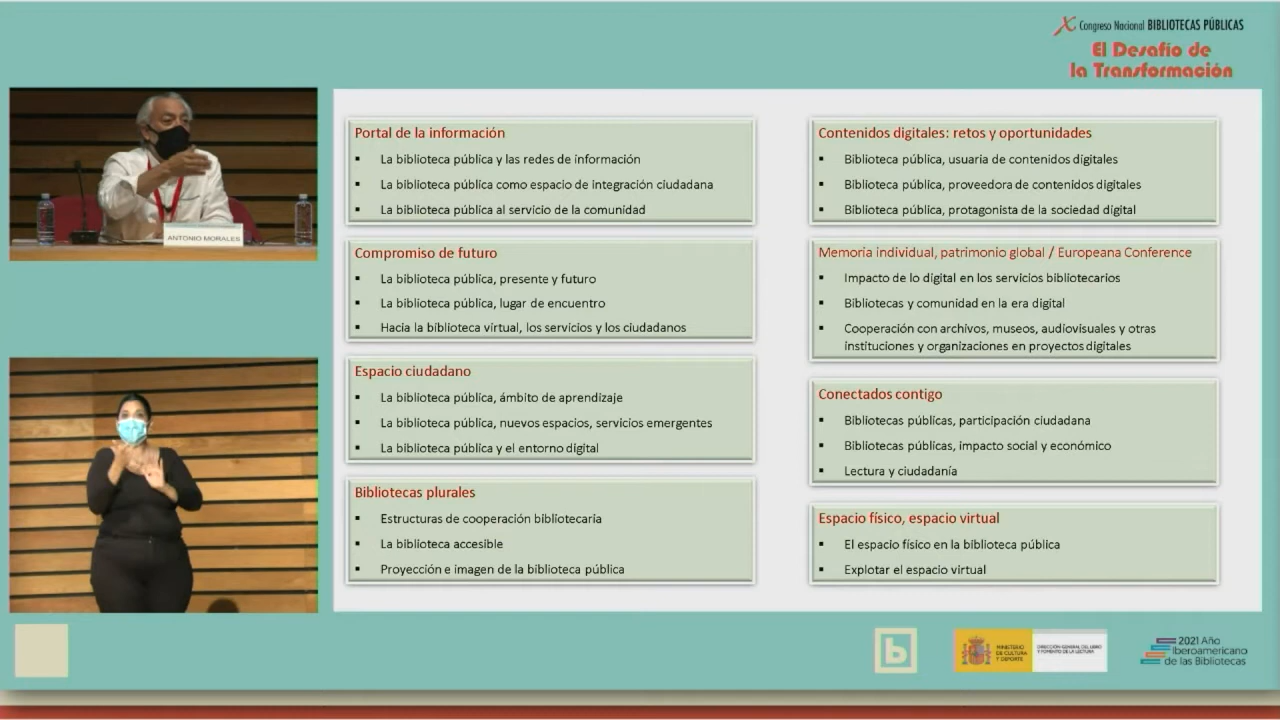 X Congreso Nacional BIBLIOTECAS PÚBLICAS
El Desafío de
la Transformación
ANTONIO MORALES
Portal de la información
▪ La biblioteca pública y las redes de información
▪ La biblioteca pública como espacio de integración ciudadana
▪ La biblioteca pública al servicio de la comunidad
Compromiso de futuro
▪ La biblioteca pública, presente y futuro
▪ La biblioteca pública, lugar de encuentro
▪ Hacia la biblioteca virtual, los servicios y los ciudadanos
Espacio ciudadano
▪ La biblioteca pública, ámbito de aprendizaje
▪ La biblioteca pública, nuevos espacios, servicios emergentes
▪ La biblioteca pública y el entorno digital
Bibliotecas plurales
▪ Estructuras de cooperación bibliotecaria
▪ La biblioteca accesible
▪ Proyección e imagen de la biblioteca pública
Contenidos digitales: retos y oportunidades
▪ Biblioteca pública, usuaria de contenidos digitales
▪ Biblioteca pública, proveedora de contenidos digitales
▪ Biblioteca pública, protagonista de la sociedad digital
Memoria individual, patrimonio global / Europeana Conference
▪ Impacto de lo digital en los servicios bibliotecarios
▪ Bibliotecas y comunidad en la era digital
▪ Cooperación con archivos, museos, audiovisuales y otras
instituciones y organizaciones en proyectos digitales
Conectados contigo
▪ Bibliotecas públicas, participación ciudadana
▪ Bibliotecas públicas, impacto social y económico
▪ Lectura y ciudadanía
Espacio físico, espacio virtual
▪ El espacio físico en la biblioteca pública
▪ Explotar el espacio virtual
b
MINISTERIO
DE CULTURA
Y DEPORTE
DIRECCIÓN GENERAL DEL LIBRO
Y FOMENTO DE LA LECTURA
2021 Año
Iberoamericano
de las Bibliotecas